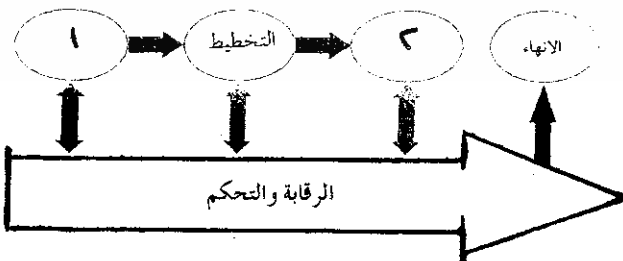 ١
التخطيط
٢
الانهاء
الرقابة والتحكم